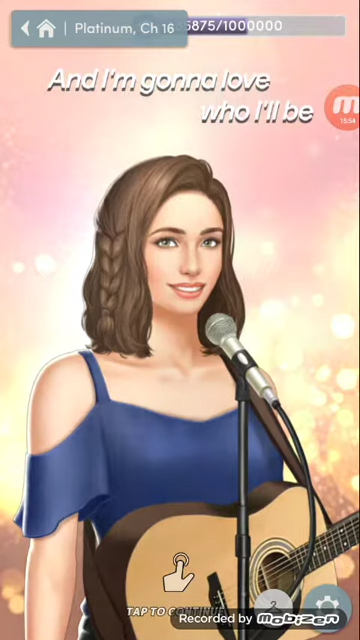 Platinum, Ch 16
5875/1000000
And I'm gonna love
who I'll be
15:54
TAP TO CONTINUE
2
Recorded by mobizen